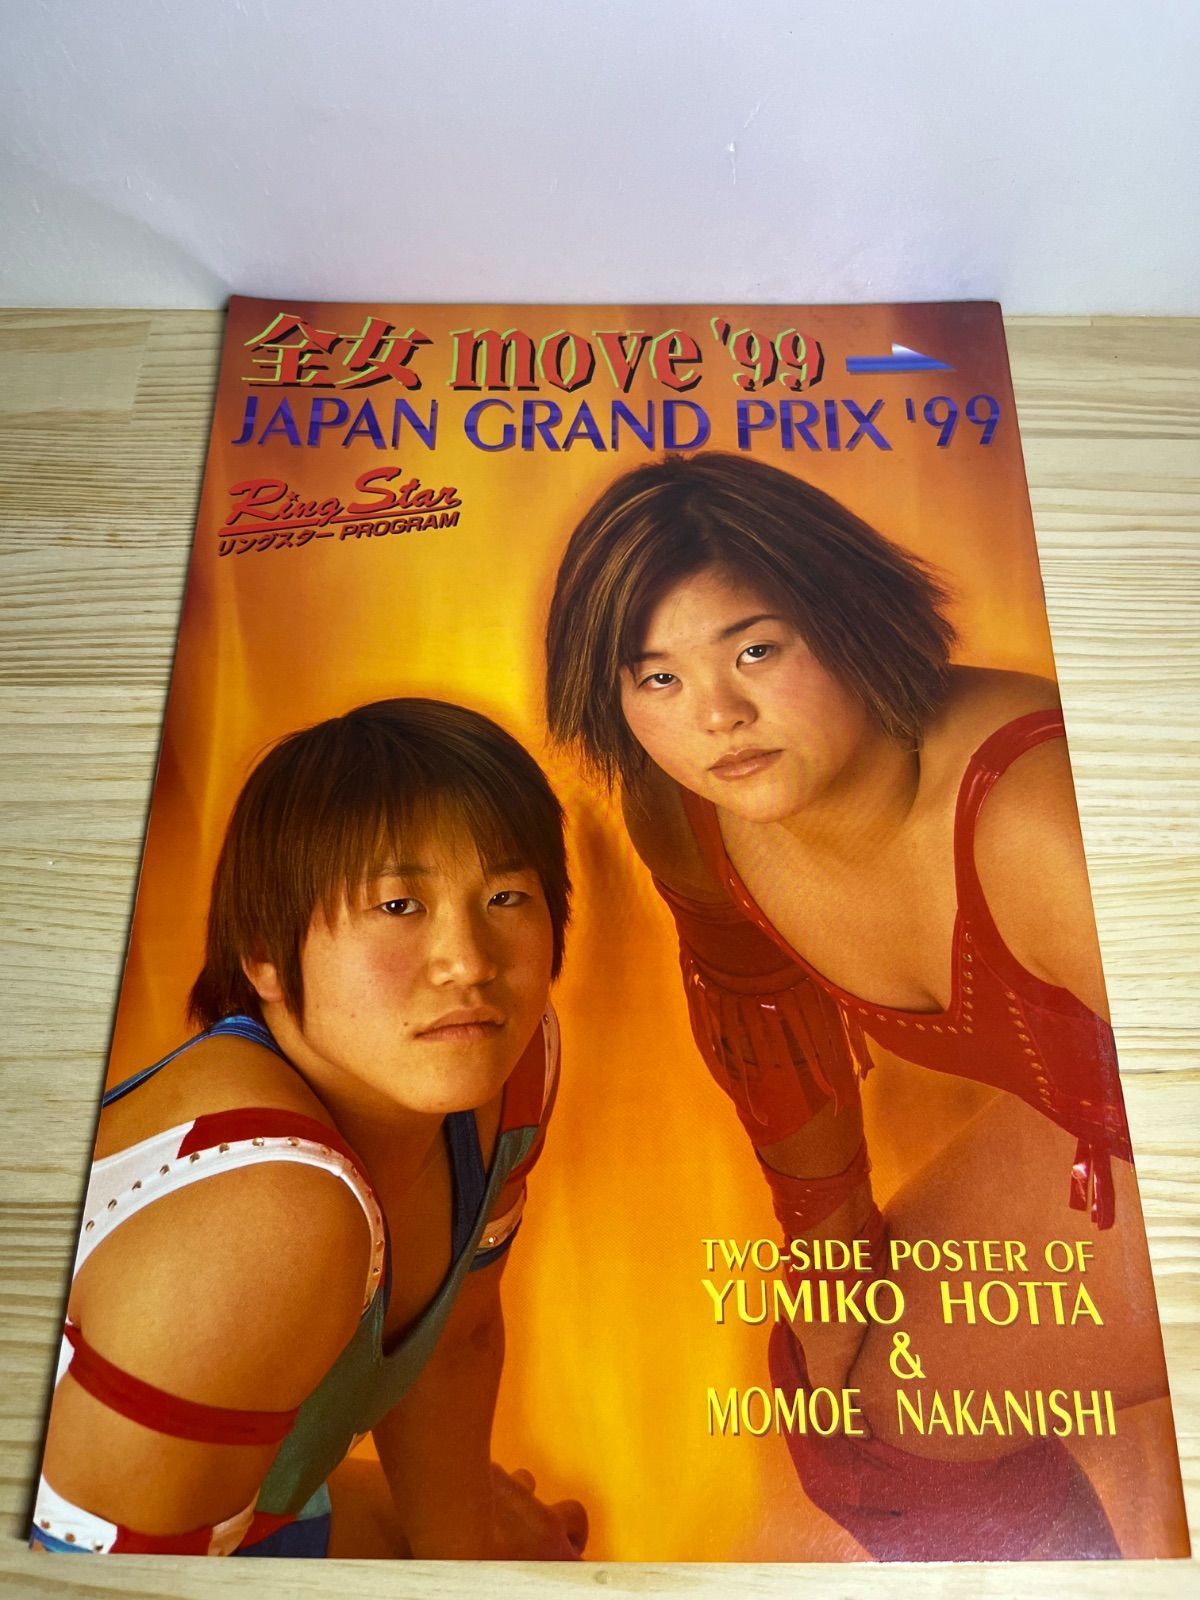 全女 move '99
JAPAN GRAND PRIX '99
Ring Star
リングスター PROGRAM
TWO-SIDE POSTER OF
YUMIKO HOTTA
&
MOMOE NAKANISHI